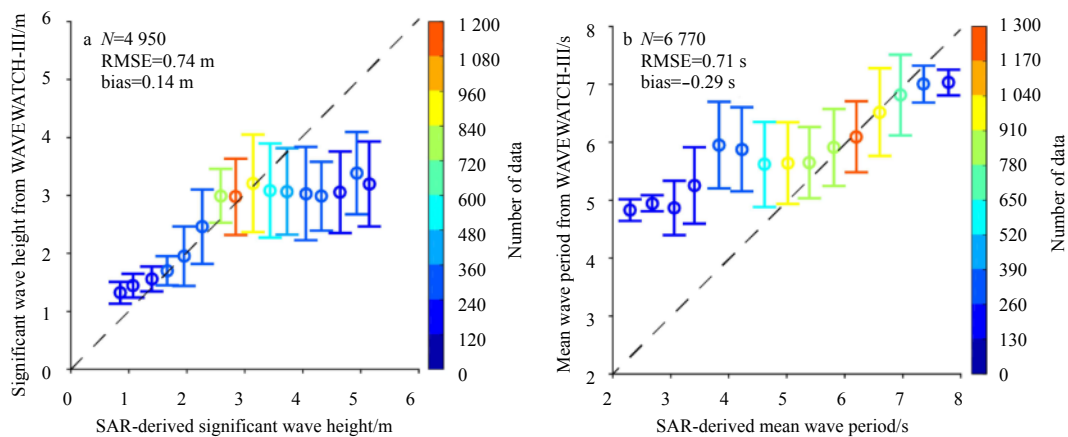 a N=4 950
RMSE=0.74 m
bias=0.14 m
Significant wave height from WAVEWATCH-III/m
6
5
4
3
2
1
0
0 1 2 3 4 5 6
SAR-derived significant wave height/m
1 200
1 080
960
840
720
600
480
360
240
120
0
Number of data
b N=6 770
RMSE=0.71 s
bias=−0.29 s
Mean wave period from WAVEWATCH-III/s
8
7
6
5
4
3
2
2 3 4 5 6 7 8
SAR-derived mean wave period/s
1 300
1 170
1 040
910
780
650
520
390
260
130
0
Number of data